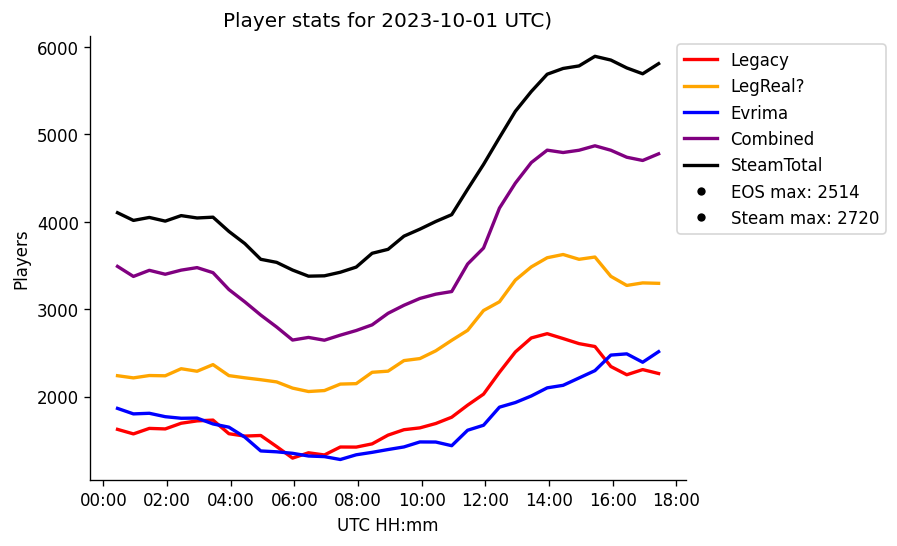 Player stats for 2023-10-01 UTC)
6000
5000
4000
3000
2000
Players
00:00 02:00 04:00 06:00 08:00 10:00 12:00 14:00 16:00 18:00
UTC HH:mm
Legacy
LegReal?
Evrima
Combined
SteamTotal
EOS max: 2514
Steam max: 2720